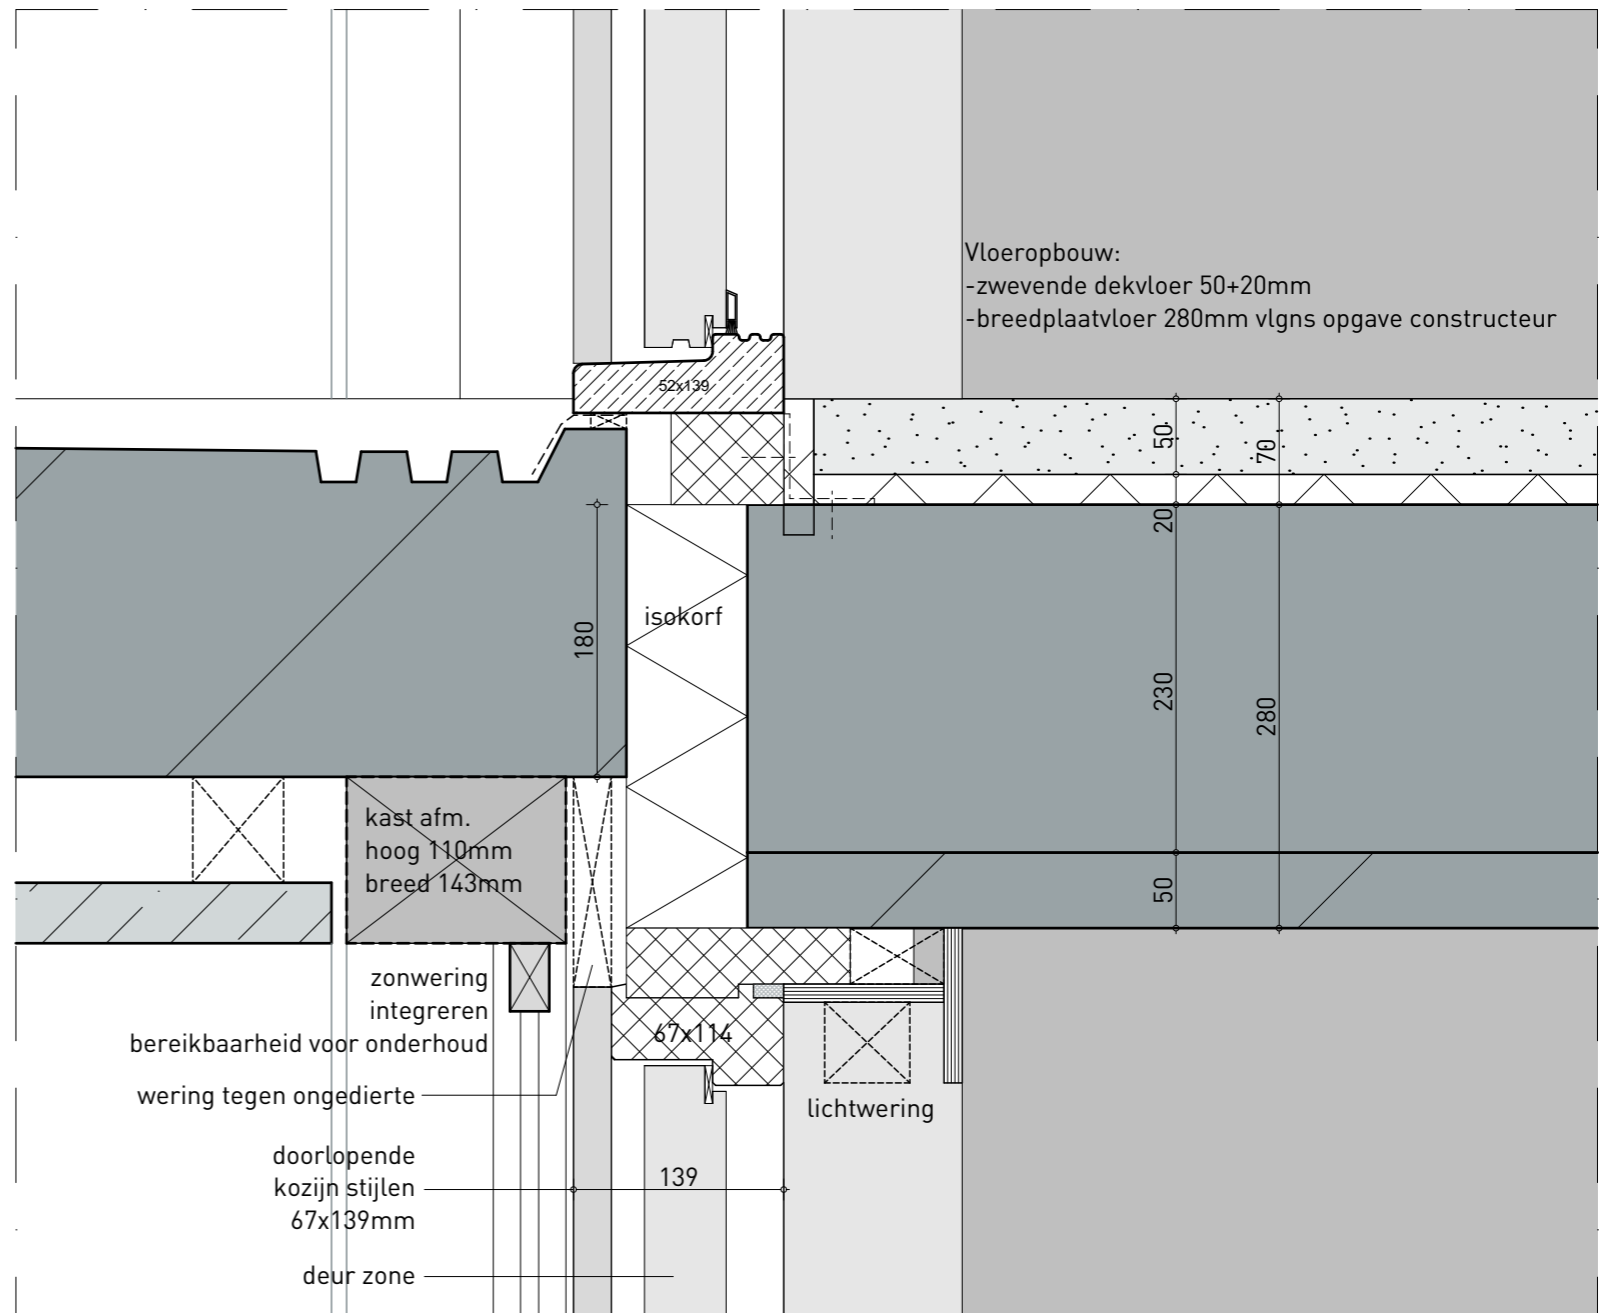 Vloeropbouw:
-zwevende dekvloer 50+20mm
-breedplaatvloer 280mm vlgns opgave constructeur
52x139
50
70
20
180
isokorf
230
280
50
kast afm.
hoog 110mm
breed 143mm
zonwering
integreren
bereikbaarheid voor onderhoud
67x114
wering tegen ongedierte
lichtwering
doorlopende
kozijn stijlen
67x139mm
139
deur zone